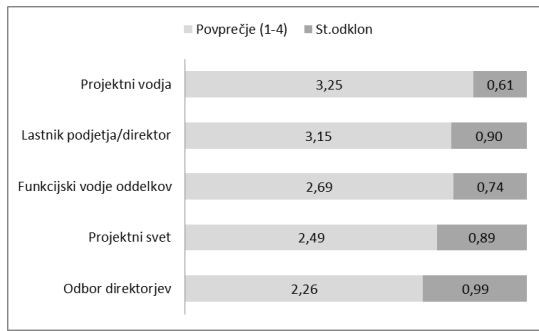 Povprečje (1-4) St.odklon
Projektni vodja 3,25 0,61
Lastnik podjetja/direktor 3,15 0,90
Funkcijski vodje oddelkov 2,69 0,74
Projektni svet 2,49 0,89
Odbor direktorjev 2,26 0,99